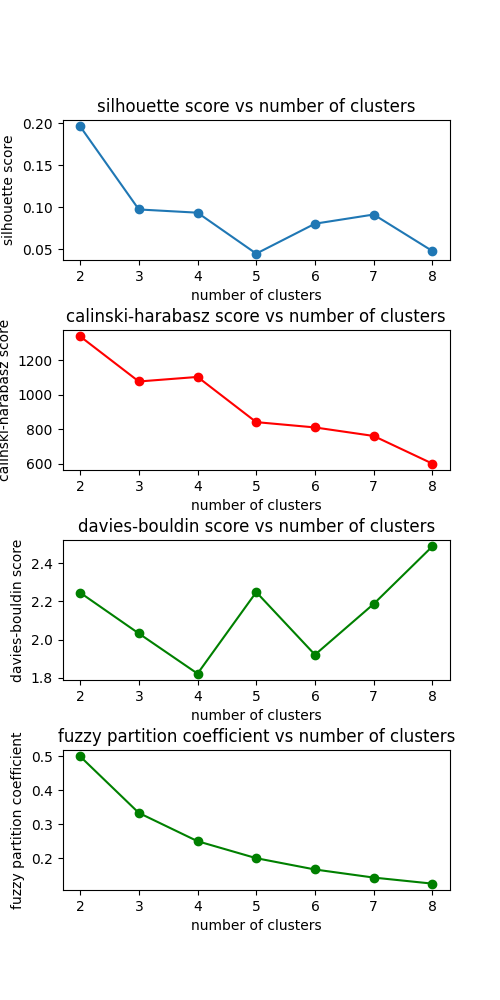 silhouette score vs number of clusters
silhouette score
0.20
0.15
0.10
0.05
2 3 4 5 6 7 8
number of clusters
calinski-harabasz score vs number of clusters
calinski-harabasz score
1200
1000
800
600
2 3 4 5 6 7 8
number of clusters
davies-bouldin score vs number of clusters
davies-bouldin score
2.4
2.2
2.0
1.8
2 3 4 5 6 7 8
number of clusters
fuzzy partition coefficient vs number of clusters
fuzzy partition coefficient
0.5
0.4
0.3
0.2
2 3 4 5 6 7 8
number of clusters